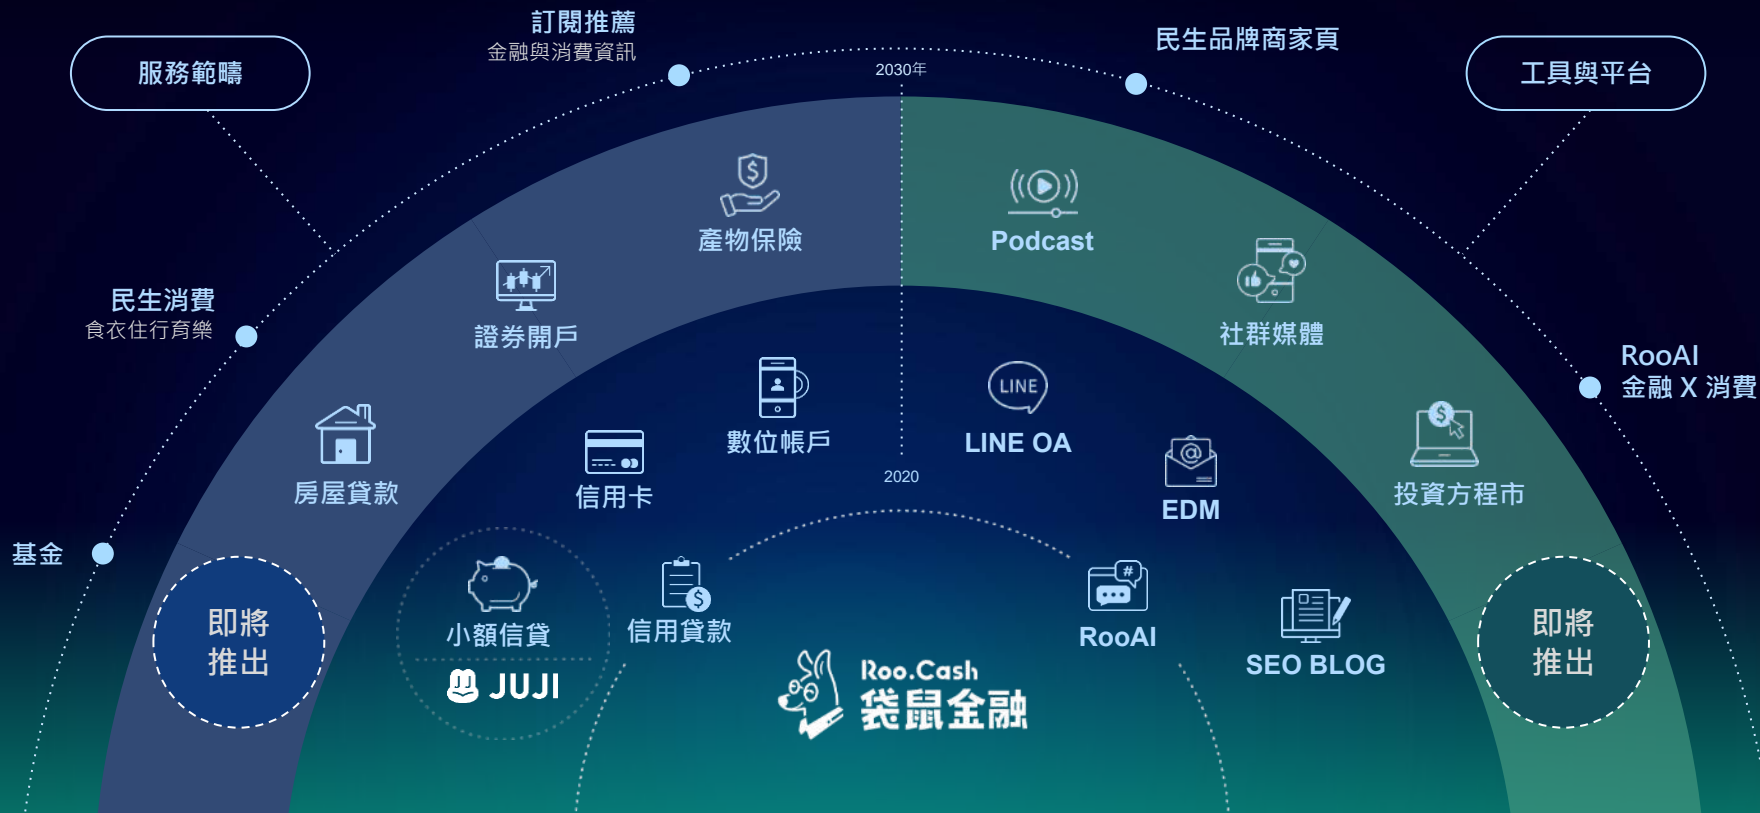 訂閱推薦
金融與消費資訊
民生品牌商家頁
服務範疇
2030年
工具與平台
產物保險
Podcast
民生消費
食衣住行育樂
證券開戶
社群媒體
RooAI
金融 X 消費
數位帳戶
LINE
LINE OA
房屋貸款
信用卡
2020
@
EDM
投資方程市
基金
即將
推出
小額信貸
JUJI
信用貸款
#
RooAI
SEO BLOG
即將
推出
Roo.Cash
袋鼠金融